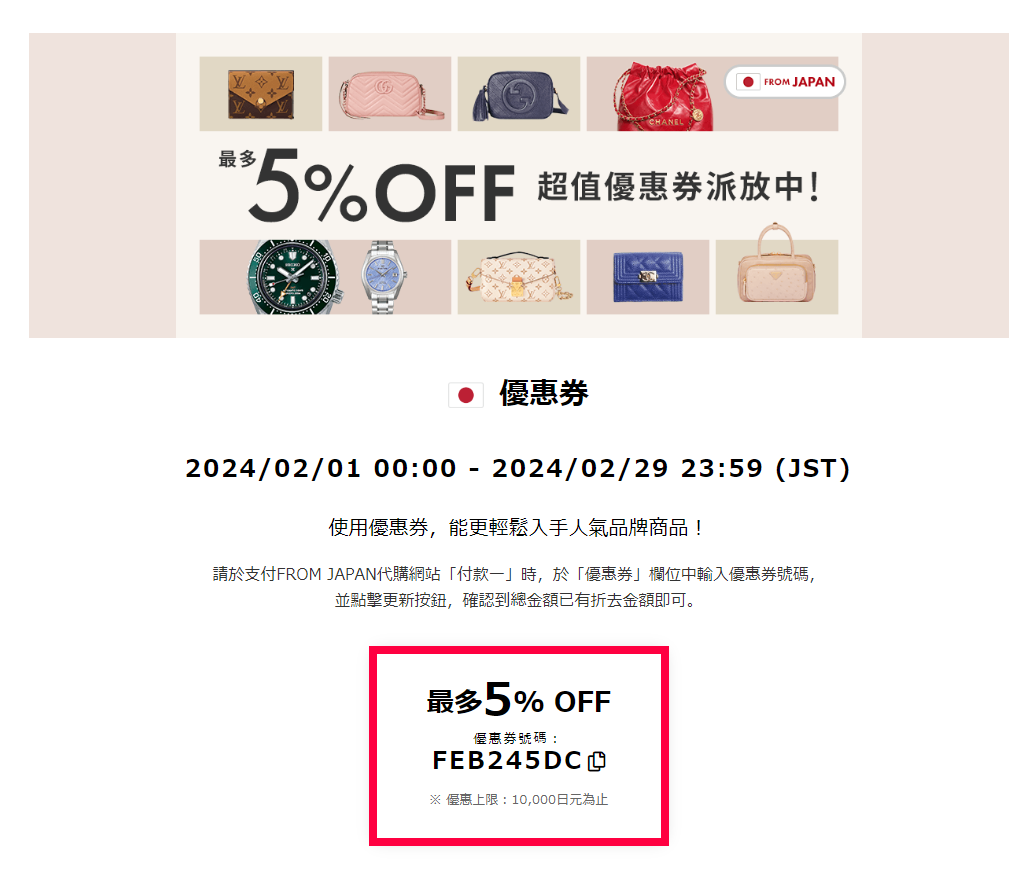 FROM JAPAN
CHANEL
最多5%OFF 超值優惠券派放中!
SEIKO
優惠券
2024/02/01 00:00 - 2024/02/29 23:59 (JST)
使用優惠券，能更輕鬆入手人氣品牌商品！
請於支付FROM JAPAN代購網站「付款一」時，於「優惠券」欄位中輸入優惠券號碼，
並點擊更新按鈕，確認到總金額已有折去金額即可。
最多5% OFF
優惠券號碼：
FEB245DC
※ 優惠上限：10,000日元為止